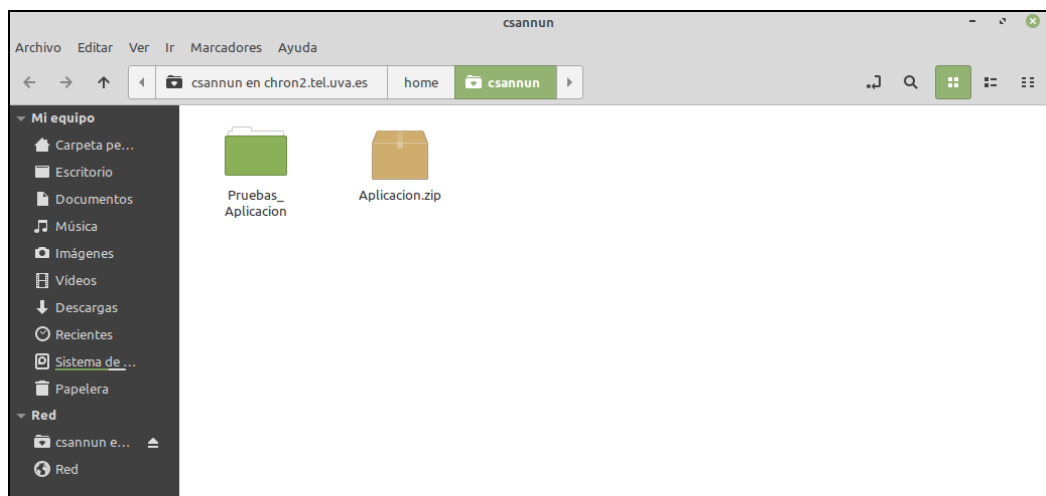 csannun
Archivo Editar Ver Ir Marcadores Ayuda
csannun en chron2.tel.uva.es home csannun
Mi equipo
Carpeta pe...
Escritorio
Documentos
Música
Imágenes
Vídeos
Descargas
Recientes
Sistema de ...
Papelera
Red
csannun e...
Red
Pruebas_
Aplicacion
Aplicacion.zip